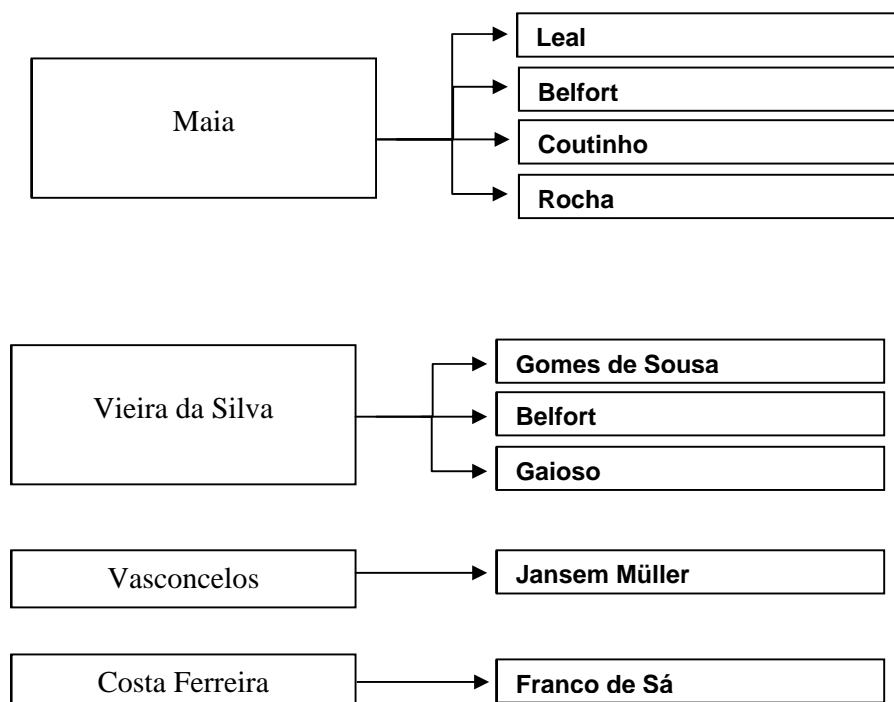 Maia
Leal
Belfort
Coutinho
Rocha
Vieira da Silva
Gomes de Sousa
Belfort
Gaioso
Vasconcelos
Jansem Müller
Costa Ferreira
Franco de Sá